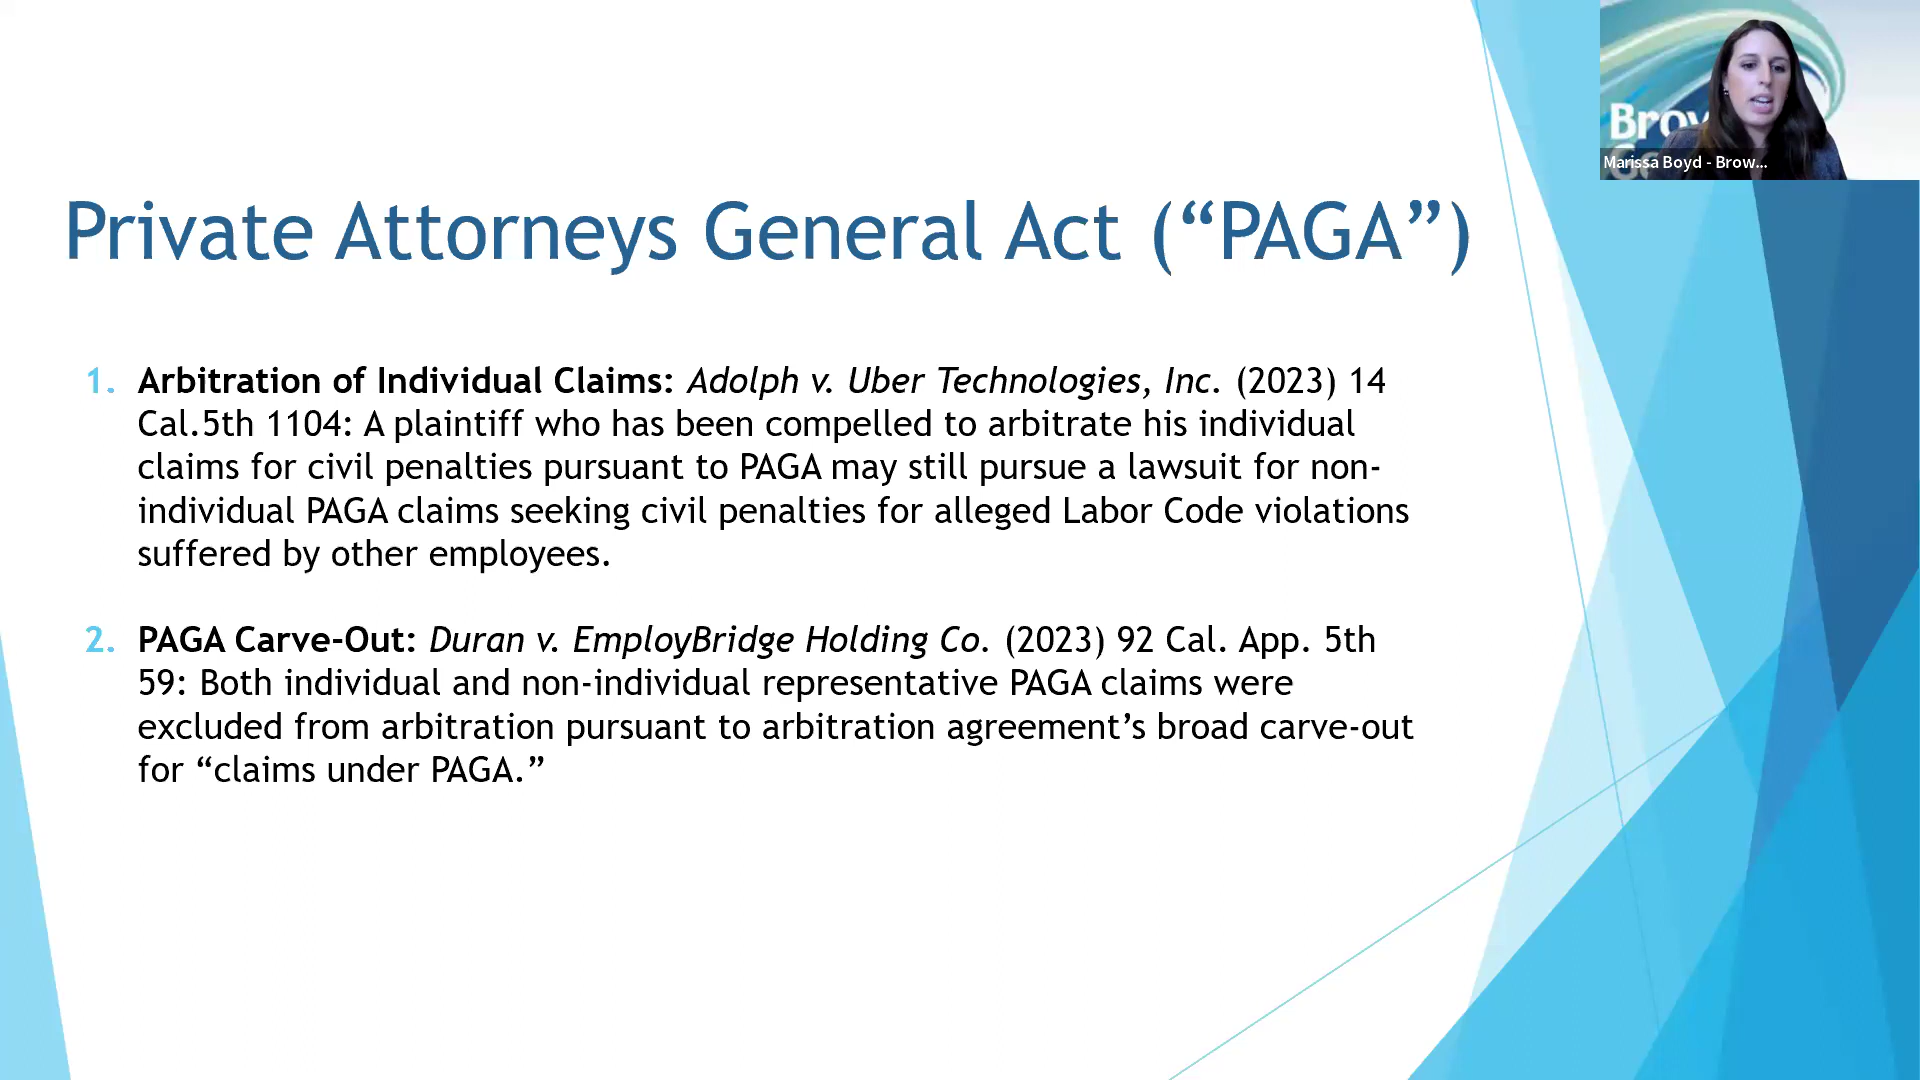 Brow
Marissa Boyd - Brow...
Private Attorneys General Act (“PAGA”)
1. Arbitration of Individual Claims: Adolph v. Uber Technologies, Inc. (2023) 14
Cal.5th 1104: A plaintiff who has been compelled to arbitrate his individual
claims for civil penalties pursuant to PAGA may still pursue a lawsuit for non-
individual PAGA claims seeking civil penalties for alleged Labor Code violations
suffered by other employees.
2. PAGA Carve-Out: Duran v. EmployBridge Holding Co. (2023) 92 Cal. App. 5th
59: Both individual and non-individual representative PAGA claims were
excluded from arbitration pursuant to arbitration agreement’s broad carve-out
for “claims under PAGA.”